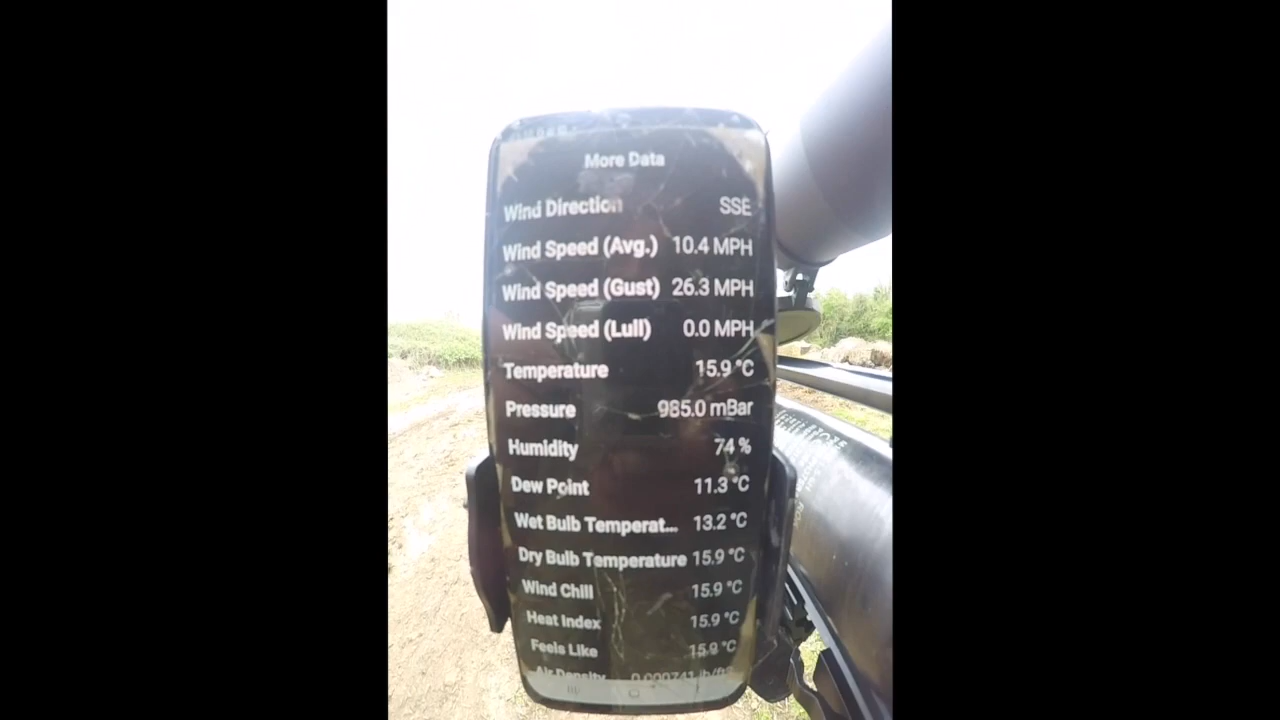 More Data
Wind Direction SSE
Wind Speed (Avg.) 10.4 MPH
Wind Speed (Gust) 26.3 MPH
Wind Speed (Lull) 0.0 MPH
Temperature 15.9 °C
Pressure 985.0 mBar
Humidity 74 %
Dew Point 11.3 °C
Wet Bulb Temperat... 13.2 °C
Dry Bulb Temperature 15.9 °C
Wind Chill 15.9 °C
Heat Index 15.9 °C
Feels Like 15.9 °C
Air Density